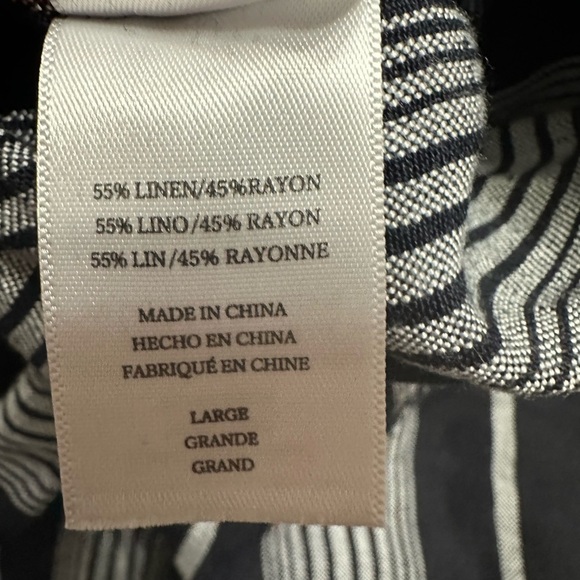 55% LINEN/45%RAYON
55% LINO/45% RAYON
55% LIN/45% RAYONNE
MADE IN CHINA
HECHO EN CHINA
FABRIQUÉ EN CHINE
LARGE
GRANDE
GRAND